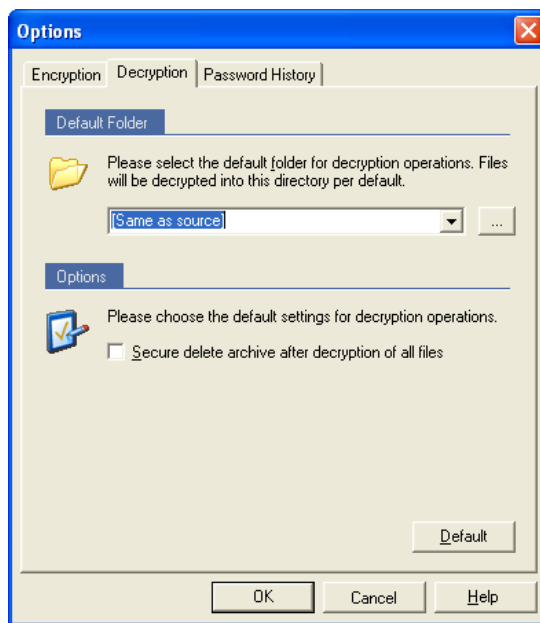 Options
Encryption Decryption Password History
Default Folder
Please select the default folder for decryption operations. Files
will be decrypted into this directory per default.
[Same as source] ...
Options
Please choose the default settings for decryption operations.
Secure delete archive after decryption of all files
Default
OK Cancel Help